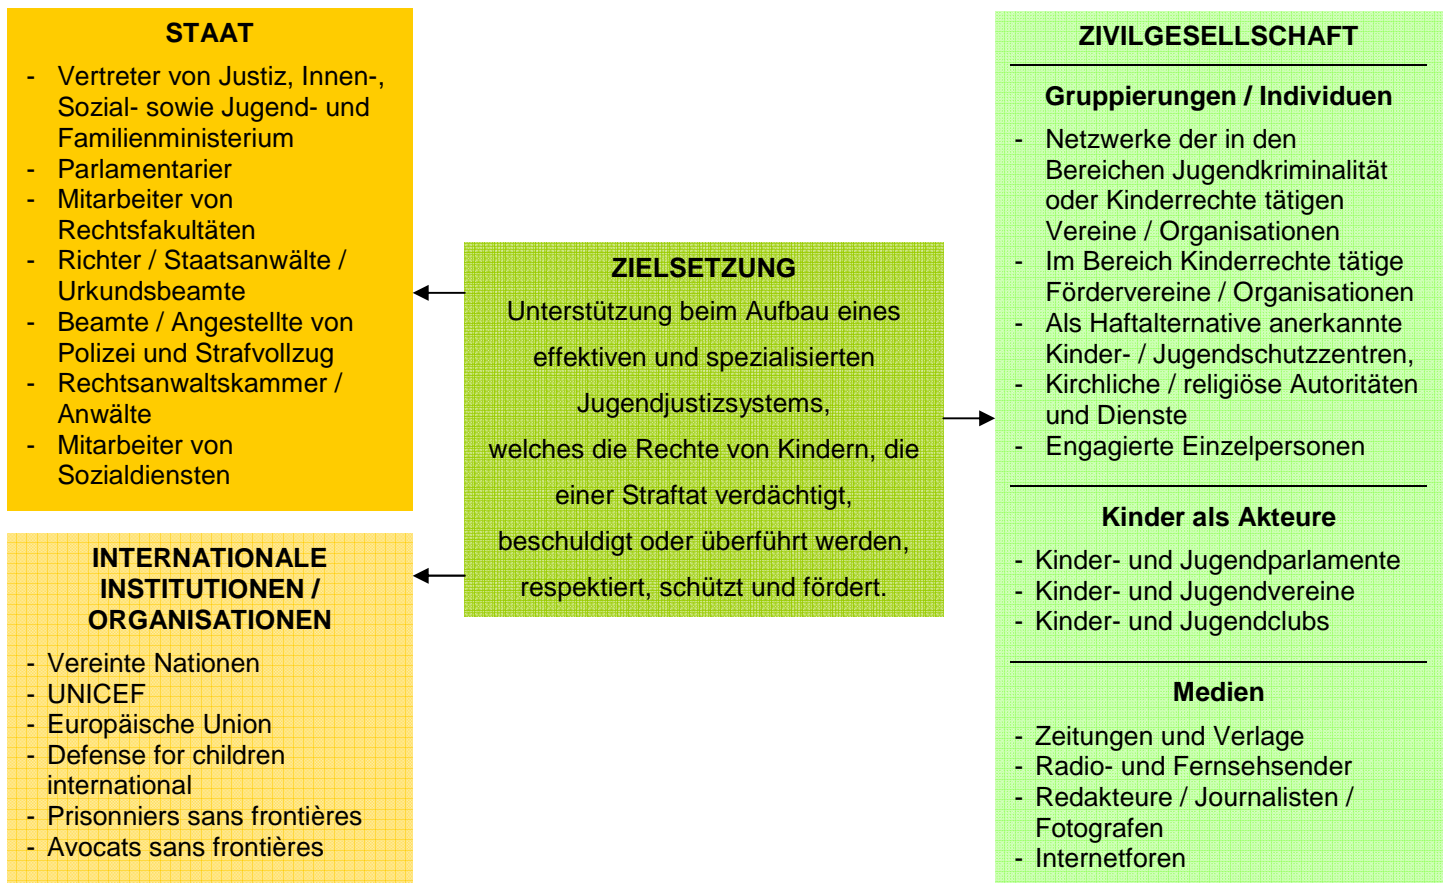 STAAT
- Vertreter von Justiz, Innen-,
Sozial- sowie Jugend- und
Familienministerium
- Parlamentarier
- Mitarbeiter von
Rechtsfakultäten
- Richter / Staatsanwälte /
Urkundsbeamte
- Beamte / Angestellte von
Polizei und Strafvollzug
- Rechtsanwaltskammer /
Anwälte
- Mitarbeiter von
Sozialdiensten
INTERNATIONALE
INSTITUTIONEN /
ORGANISATIONEN
- Vereinte Nationen
- UNICEF
- Europäische Union
- Defense for children
international
- Prisonniers sans frontières
- Avocats sans frontières
ZIELSETZUNG
Unterstützung beim Aufbau eines
effektiven und spezialisierten
Jugendjustizsystems,
welches die Rechte von Kindern, die
einer Straftat verdächtigt,
beschuldigt oder überführt werden,
respektiert, schützt und fördert.
ZIVILGESELLSCHAFT
Gruppierungen / Individuen
- Netzwerke der in den
Bereichen Jugendkriminalität
oder Kinderrechte tätigen
Vereine / Organisationen
- Im Bereich Kinderrechte tätige
Fördervereine / Organisationen
- Als Haftalternative anerkannte
Kinder- / Jugendschutzzentren,
- Kirchliche / religiöse Autoritäten
und Dienste
- Engagierte Einzelpersonen
Kinder als Akteure
- Kinder- und Jugendparlamente
- Kinder- und Jugendvereine
- Kinder- und Jugendclubs
Medien
- Zeitungen und Verlage
- Radio- und Fernsehsender
- Redakteure / Journalisten /
Fotografen
- Internetforen